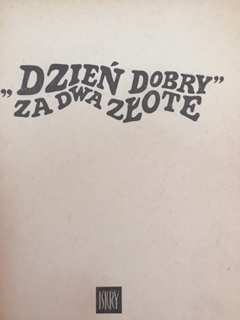 „DZIEŃ DOBRY”
ZA DWA ZŁOTE
ISKRY